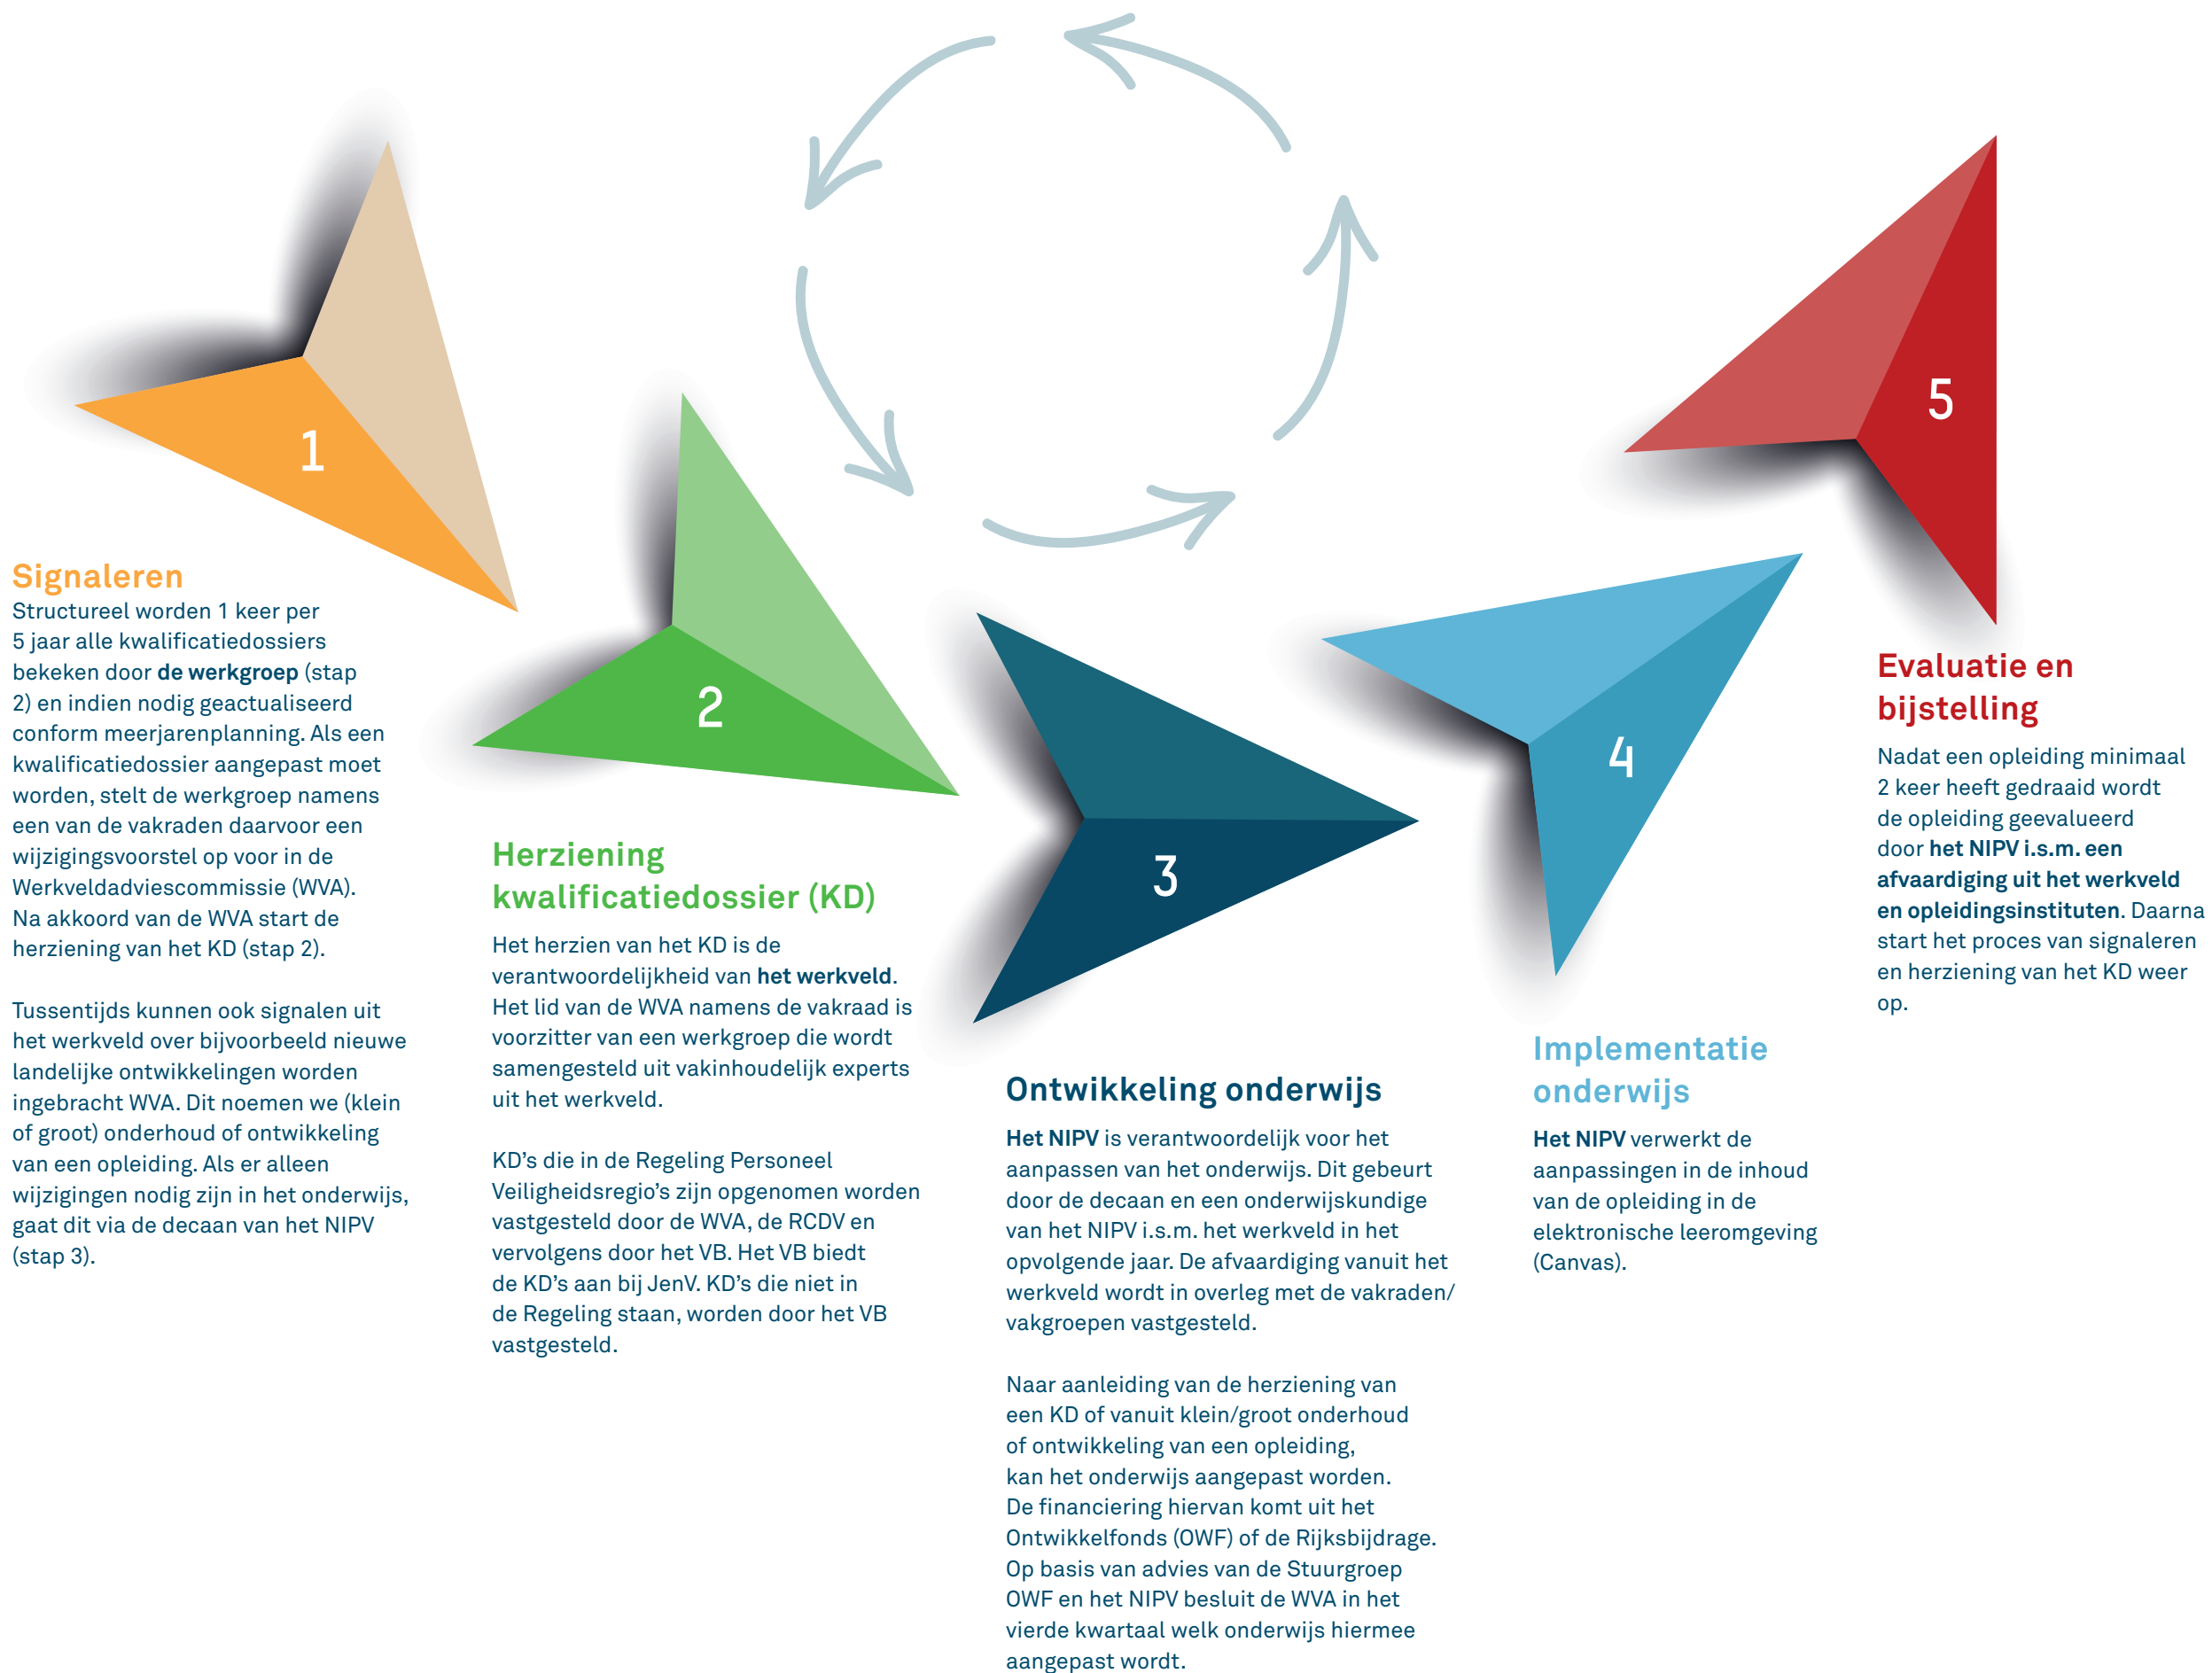 1
Signaleren
Structureel worden 1 keer per
5 jaar alle kwalificatiedossiers
bekeken door de werkgroep (stap
2) en indien nodig geactualiseerd
conform meerjarenplanning. Als een
kwalificatiedossier aangepast moet
worden, stelt de werkgroep namens
een van de vakraden daarvoor een
wijzigingsvoorstel op voor in de
Werkveldadviescommissie (WVA).
Na akkoord van de WVA start de
herziening van het KD (stap 2).
Tussentijds kunnen ook signalen uit
het werkveld over bijvoorbeeld nieuwe
landelijke ontwikkelingen worden
ingebracht WVA. Dit noemen we (klein
of groot) onderhoud of ontwikkeling
van een opleiding. Als er alleen
wijzigingen nodig zijn in het onderwijs,
gaat dit via de decaan van het NIPV
(stap 3).
2
Herziening
kwalificatiedossier (KD)
Het herzien van het KD is de
verantwoordelijkheid van het werkveld.
Het lid van de WVA namens de vakraad is
voorzitter van een werkgroep die wordt
samengesteld uit vakinhoudelijk experts
uit het werkveld.
KD's die in de Regeling Personeel
Veiligheidsregio's zijn opgenomen worden
vastgesteld door de WVA, de RCDV en
vervolgens door het VB. Het VB biedt
de KD's aan bij JenV. KD's die niet in
de Regeling staan, worden door het VB
vastgesteld.
3
Ontwikkeling onderwijs
Het NIPV is verantwoordelijk voor het
aanpassen van het onderwijs. Dit gebeurt
door de decaan en een onderwijskundige
van het NIPV i.s.m. het werkveld in het
opvolgende jaar. De afvaardiging vanuit het
werkveld wordt in overleg met de vakraden/
vakgroepen vastgesteld.
Naar aanleiding van de herziening van
een KD of vanuit klein/groot onderhoud
of ontwikkeling van een opleiding,
kan het onderwijs aangepast worden.
De financiering hiervan komt uit het
Ontwikkelfonds (OWF) of de Rijksbijdrage.
Op basis van advies van de Stuurgroep
OWF en het NIPV besluit de WVA in het
vierde kwartaal welk onderwijs hiermee
aangepast wordt.
4
Implementatie
onderwijs
Het NIPV verwerkt de
aanpassingen in de inhoud
van de opleiding in de
elektronische leeromgeving
(Canvas).
5
Evaluatie en
bijstelling
Nadat een opleiding minimaal
2 keer heeft gedraaid wordt
de opleiding geevalueerd
door het NIPV i.s.m. een
afvaardiging uit het werkveld
en opleidingsinstituten. Daarna
start het proces van signaleren
en herziening van het KD weer
op.